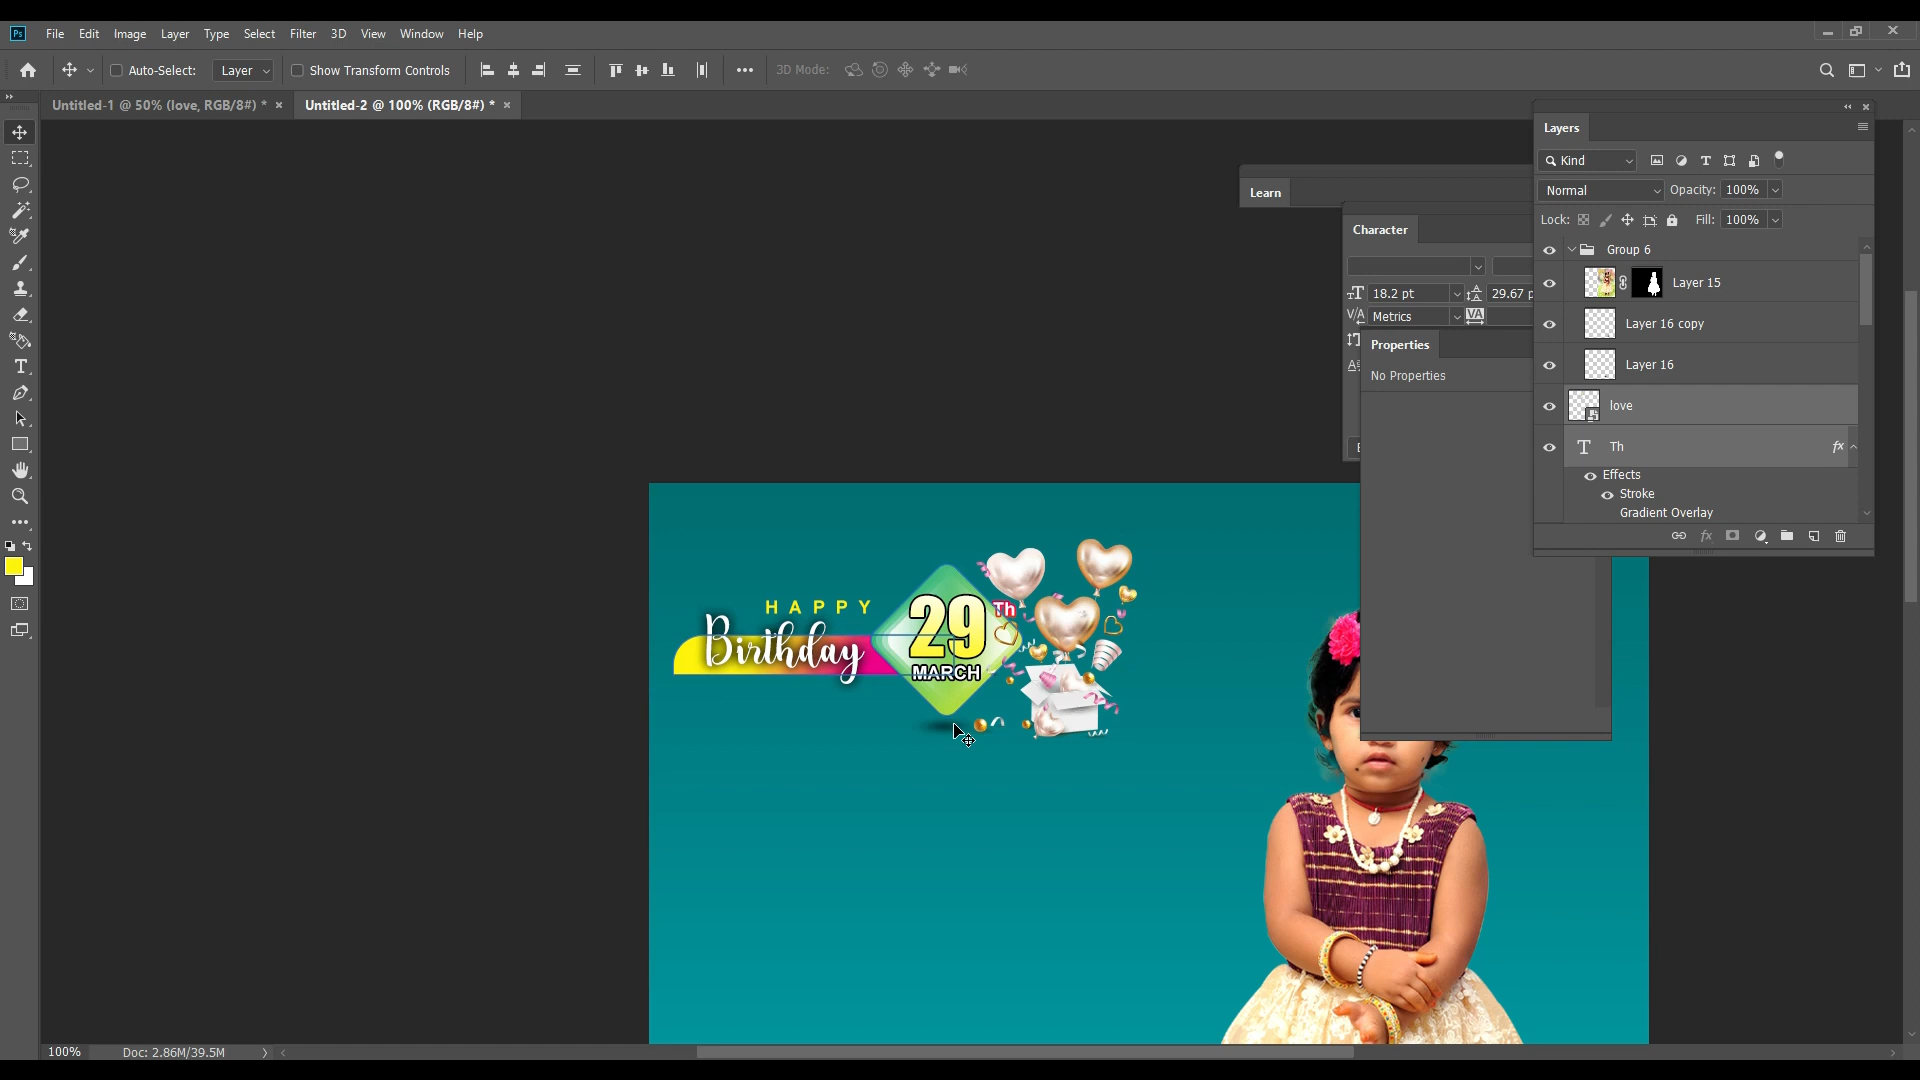 Ps File Edit Image Layer Type Select Filter 3D View Window Help
Auto-Select: Layer Show Transform Controls 3D Mode:
Untitled-1 @ 50% (love, RGB/8#) * × Untitled-2 @ 100% (RGB/8#) * ×
Layers
Kind
Normal Opacity: 100%
Lock: Fill: 100%
Group 6
Layer 15
Layer 16 copy
Layer 16
love
Th fx
Effects
Stroke
Gradient Overlay
fx
Learn
Character
18.2 pt 29.67 p
Metrics
Properties
No Properties
HAPPY
Birthday
29
Th
MARCH
100% Doc: 2.86M/39.5M